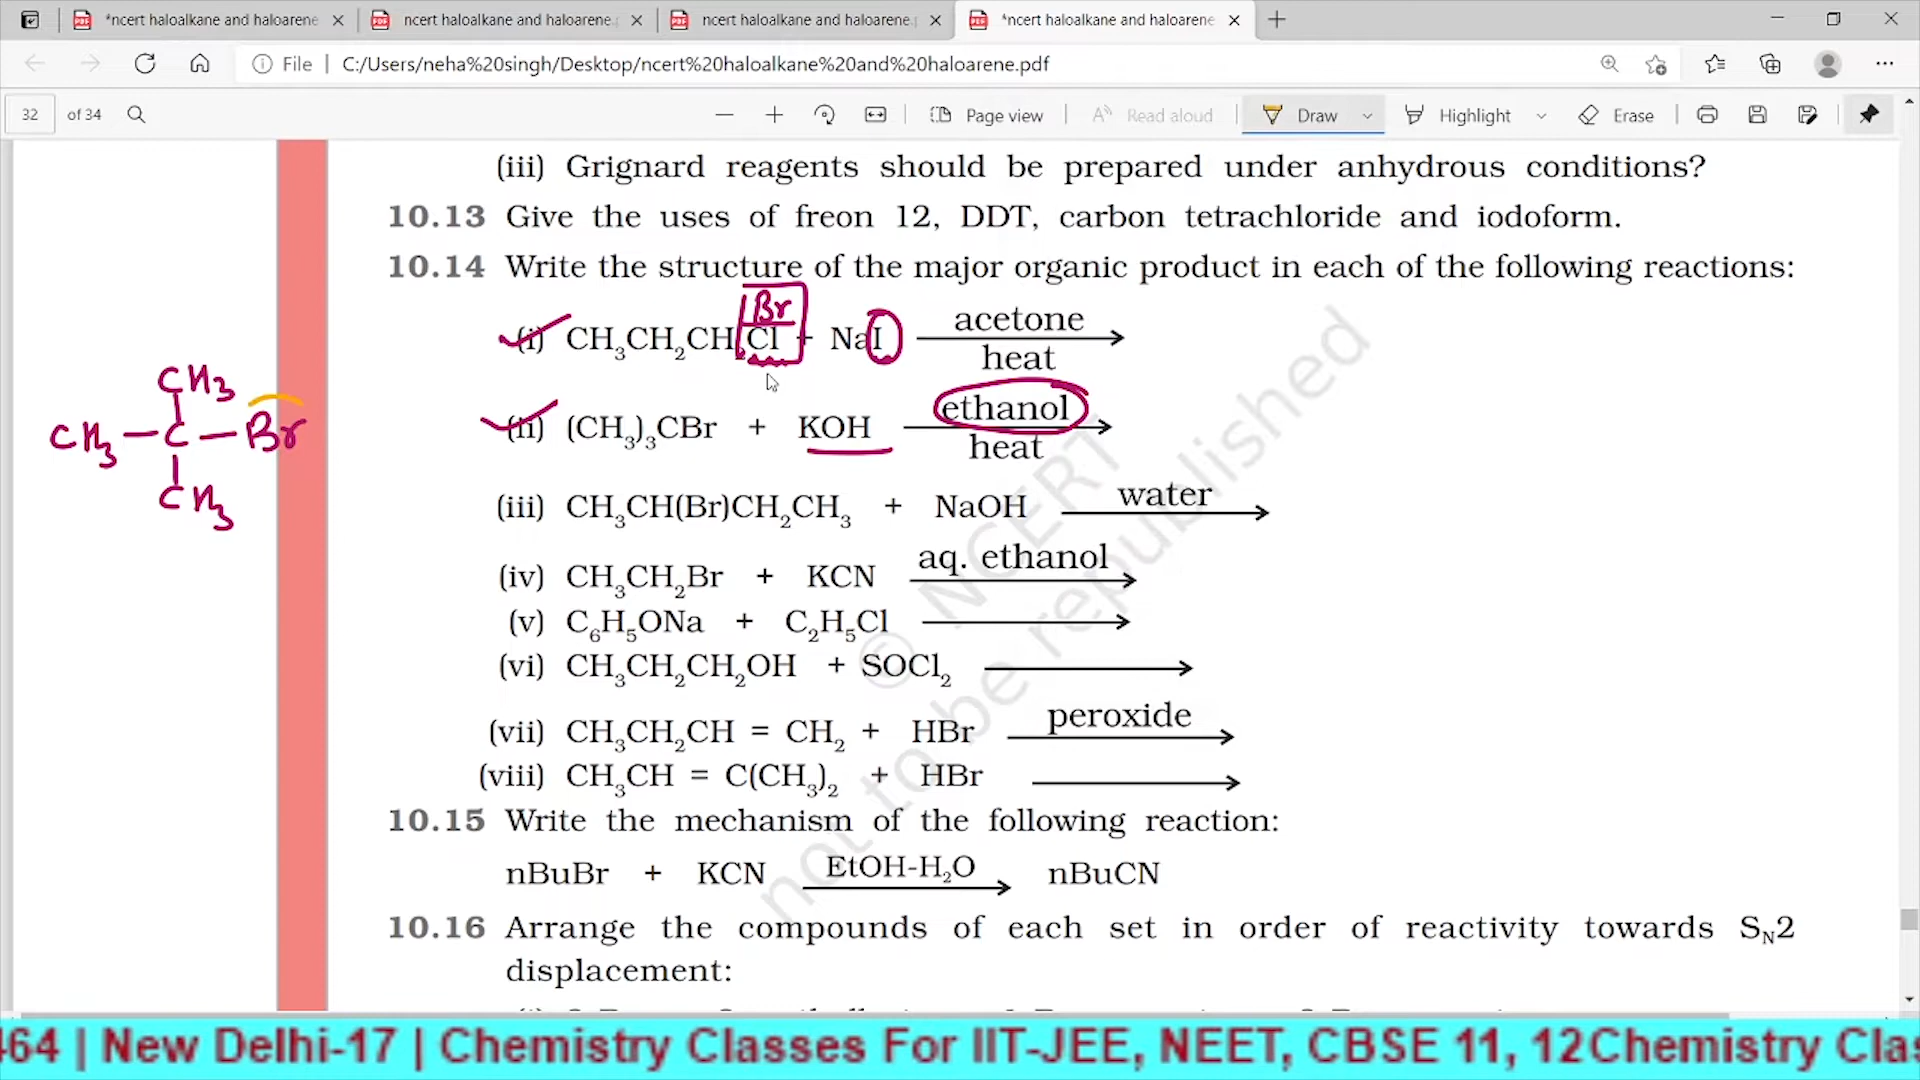 *ncert haloalkane and haloarene
ncert haloalkane and haloarene.
ncert haloalkane and haloarene.
*ncert haloalkane and haloarene
File | C:/Users/neha%20singh/Desktop/ncert%20haloalkane%20and%20haloarene.pdf
32 of 34
Page view
Read aloud
Draw
Highlight
Erase
(iii) Grignard reagents should be prepared under anhydrous conditions?
10.13 Give the uses of freon 12, DDT, carbon tetrachloride and iodoform.
10.14 Write the structure of the major organic product in each of the following reactions:
Br
(i) CH₃CH₂CH₂Cl + NaI acetone heat
(ii) (CH₃)₃CBr + KOH ethanol heat
CH₃
CH₃ — C — Br
CH₃
(iii) CH₃CH(Br)CH₂CH₃ + NaOH water
(iv) CH₃CH₂Br + KCN aq. ethanol
(v) C₆H₅ONa + C₂H₅Cl
(vi) CH₃CH₂CH₂OH + SOCl₂
(vii) CH₃CH₂CH = CH₂ + HBr peroxide
(viii) CH₃CH = C(CH₃)₂ + HBr
10.15 Write the mechanism of the following reaction:
nBuBr + KCN EtOH-H₂O nBuCN
10.16 Arrange the compounds of each set in order of reactivity towards S_N2
displacement:
© NCERT
not to be republished
464 | New Delhi-17 | Chemistry Classes For IIT-JEE, NEET, CBSE 11, 12Chemistry Clas